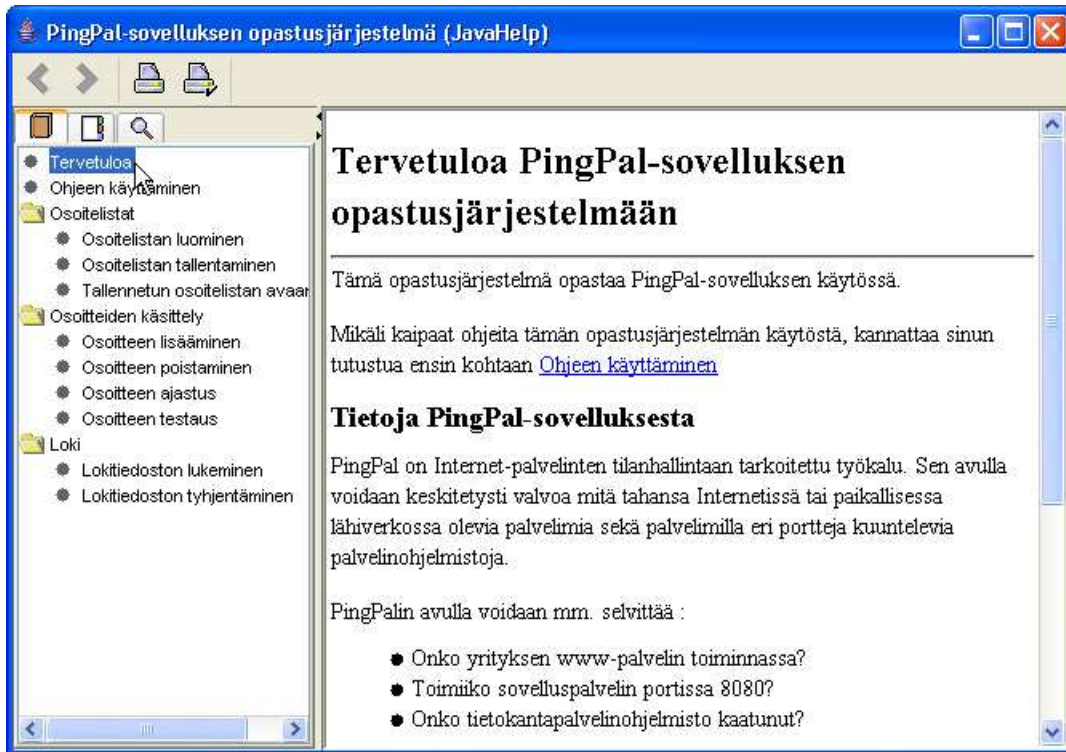 PingPal-sovelluksen opastusjärjestelmä (JavaHelp)
Tervetuloa
Ohjeen käyttäminen
Osoitelistat
Osoitelistan luominen
Osoitelistan tallentaminen
Tallennetun osoitelistan avaar
Osoitteiden käsittely
Osoitteen lisääminen
Osoitteen poistaminen
Osoitteen ajastus
Osoitteen testaus
Loki
Lokitiedoston lukeminen
Lokitiedoston tyhjentäminen
Tervetuloa PingPal-sovelluksen
opastusjärjestelmään
Tämä opastusjärjestelmä opastaa PingPal-sovelluksen käytössä.
Mikäli kaipaat ohjeita tämän opastusjärjestelmän käytöstä, kannattaa sinun
tutustua ensin kohtaan Ohjeen käyttäminen
Tietoja PingPal-sovelluksesta
PingPal on Internet-palvelinten tilanhallintaan tarkoitettu työkalu. Sen avulla
voidaan keskitetysti valvoa mitä tahansa Internetissä tai paikallisessa
lähiverkossa olevia palvelimia sekä palvelimilla eri portteja kuuntelevia
palvelinohjelmistoja.
PingPalin avulla voidaan mm. selvittää :
Onko yrityksen www-palvelin toiminnassa?
Toimiiko sovelluspalvelin portissa 8080?
Onko tietokantapalvelinohjelmisto kaatunut?